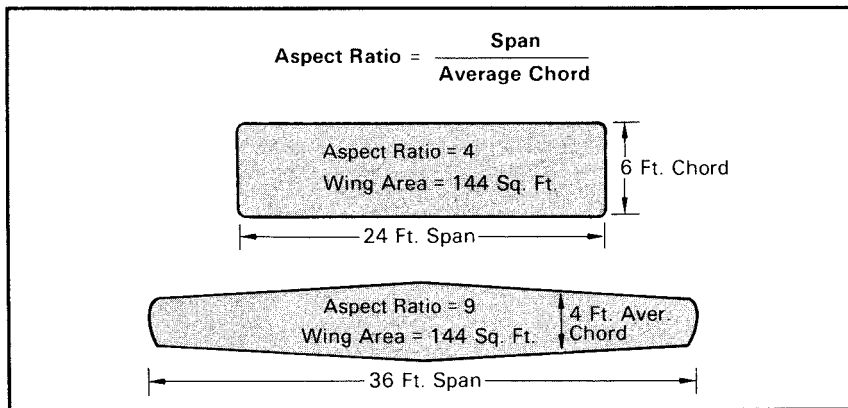 Aspect Ratio = Span / Average Chord
Aspect Ratio = 4
Wing Area = 144 Sq. Ft.
6 Ft. Chord
24 Ft. Span
Aspect Ratio = 9
Wing Area = 144 Sq. Ft.
4 Ft. Aver.
Chord
36 Ft. Span